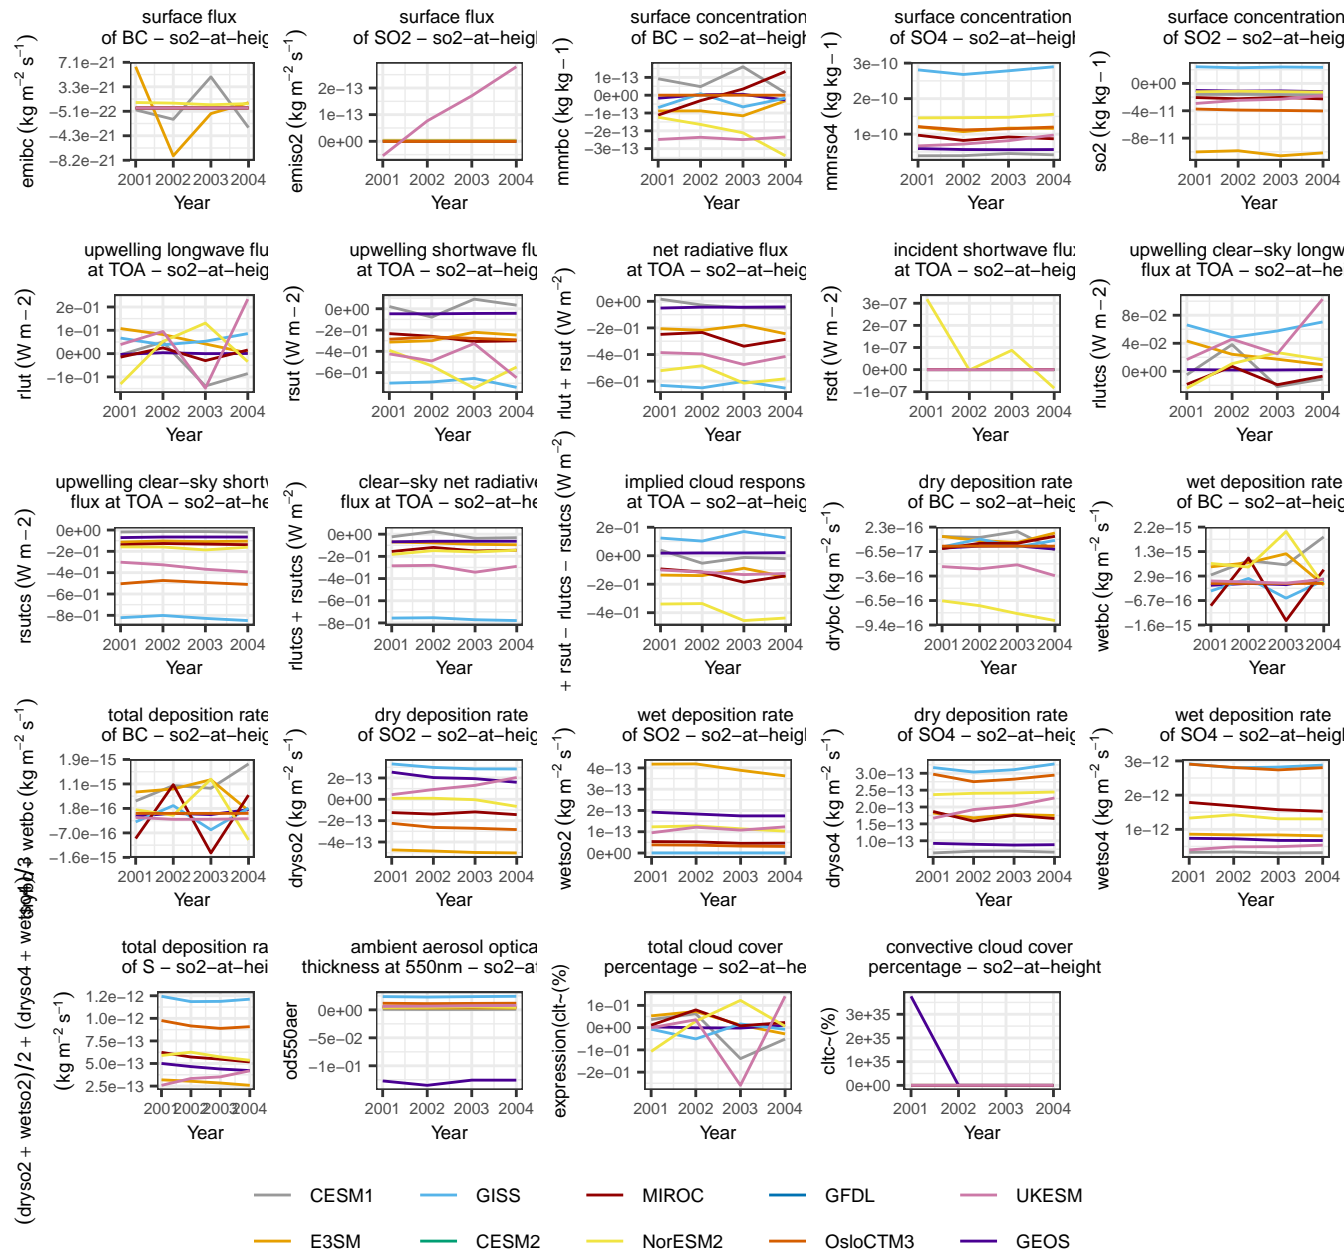 surface flux
of BC − so2−at−heig
emibc (kg m−2 s−1)
7.1e−21
3.3e−21
−5.1e−22
−4.3e−21
−8.2e−21
2001 2002 2003 2004
Year
surface flux
of SO2 − so2−at−heigl
emiso2 (kg m−2 s−1)
2e−13
1e−13
0e+00
2001 2002 2003 2004
Year
surface concentration
of BC − so2−at−heigl
mmrbc (kg kg − 1)
1e−13
0e+00
−1e−13
−2e−13
−3e−13
2001 2002 2003 2004
Year
surface concentration
of SO4 − so2−at−heigl
mmrso4 (kg kg − 1)
3e−10
2e−10
1e−10
2001 2002 2003 2004
Year
surface concentration
of SO2 − so2−at−heigl
so2 (kg kg − 1)
0e+00
−4e−11
−8e−11
2001 2002 2003 2004
Year
upwelling longwave flu
at TOA − so2−at−heig
rlut (W m − 2)
2e−01
1e−01
0e+00
−1e−01
2001 2002 2003 2004
Year
upwelling shortwave flu
at TOA − so2−at−heig
rsut (W m − 2)
0e+00
−2e−01
−4e−01
−6e−01
2001 2002 2003 2004
Year
net radiative flux
at TOA − so2−at−heig
rlut + rsut (W m−2)
0e+00
−2e−01
−4e−01
−6e−01
2001 2002 2003 2004
Year
incident shortwave flux
at TOA − so2−at−heig
rsdt (W m − 2)
3e−07
2e−07
1e−07
0e+00
−1e−07
2001 2002 2003 2004
Year
upwelling clear−sky longw
flux at TOA − so2−at−he
rlutcs (W m − 2)
8e−02
4e−02
0e+00
2001 2002 2003 2004
Year
upwelling clear−sky shortv
flux at TOA − so2−at−he
rsutcs (W m − 2)
0e+00
−2e−01
−4e−01
−6e−01
−8e−01
2001 2002 2003 2004
Year
clear−sky net radiative
flux at TOA − so2−at−he
rlutcs + rsutcs (W m−2)
0e+00
−2e−01
−4e−01
−6e−01
−8e−01
2001 2002 2003 2004
Year
implied cloud respons
at TOA − so2−at−heig
+ rsut − rlutcs − rsutcs (W m−2)
2e−01
0e+00
−2e−01
−4e−01
2001 2002 2003 2004
Year
dry deposition rate
of BC − so2−at−heig
drybc (kg m−2 s−1)
2.3e−16
−6.5e−17
−3.6e−16
−6.5e−16
−9.4e−16
2001 2002 2003 2004
Year
wet deposition rate
of BC − so2−at−heig
wetbc (kg m−2 s−1)
2.2e−15
1.3e−15
2.9e−16
−6.7e−16
−1.6e−15
2001 2002 2003 2004
Year
total deposition rate
of BC − so2−at−heig
drybc + wetbc (kg m−2 s−1)
1.9e−15
1.1e−15
1.8e−16
−7.0e−16
−1.6e−15
2001 2002 2003 2004
Year
dry deposition rate
of SO2 − so2−at−heig
dryso2 (kg m−2 s−1)
2e−13
0e+00
−2e−13
−4e−13
2001 2002 2003 2004
Year
wet deposition rate
of SO2 − so2−at−heigl
wetso2 (kg m−2 s−1)
4e−13
3e−13
2e−13
1e−13
0e+00
2001 2002 2003 2004
Year
dry deposition rate
of SO4 − so2−at−heig
dryso4 (kg m−2 s−1)
3.0e−13
2.5e−13
2.0e−13
1.5e−13
1.0e−13
2001 2002 2003 2004
Year
wet deposition rate
of SO4 − so2−at−heigl
wetso4 (kg m−2 s−1)
3e−12
2e−12
1e−12
2001 2002 2003 2004
Year
total deposition ra
of S − so2−at−hei
(dryso2 + wetso2)/2 + (dryso4 + wetso4)/3
(kg m−2 s−1)
1.2e−12
1.0e−12
7.5e−13
5.0e−13
2.5e−13
2001 2002 2003 2004
Year
ambient aerosol optica
thickness at 550nm − so2−at
od550aer
0e+00
−5e−02
−1e−01
2001 2002 2003 2004
Year
total cloud cover
percentage − so2−at−he
expression(clt~(%)
1e−01
0e+00
−1e−01
−2e−01
2001 2002 2003 2004
Year
convective cloud cover
percentage − so2−at−height
cltc~(%)
3e+35
2e+35
1e+35
0e+00
2001 2002 2003 2004
Year
CESM1 GISS MIROC GFDL UKESM
E3SM CESM2 NorESM2 OsloCTM3 GEOS